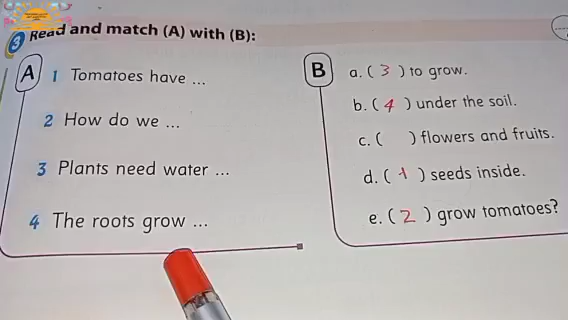 3 Read and match (A) with (B):
A
1 Tomatoes have ...
2 How do we ...
3 Plants need water ...
4 The roots grow ...
B
a. ( 3 ) to grow.
b. ( 4 ) under the soil.
c. (   ) flowers and fruits.
d. ( 1 ) seeds inside.
e. ( 2 ) grow tomatoes?